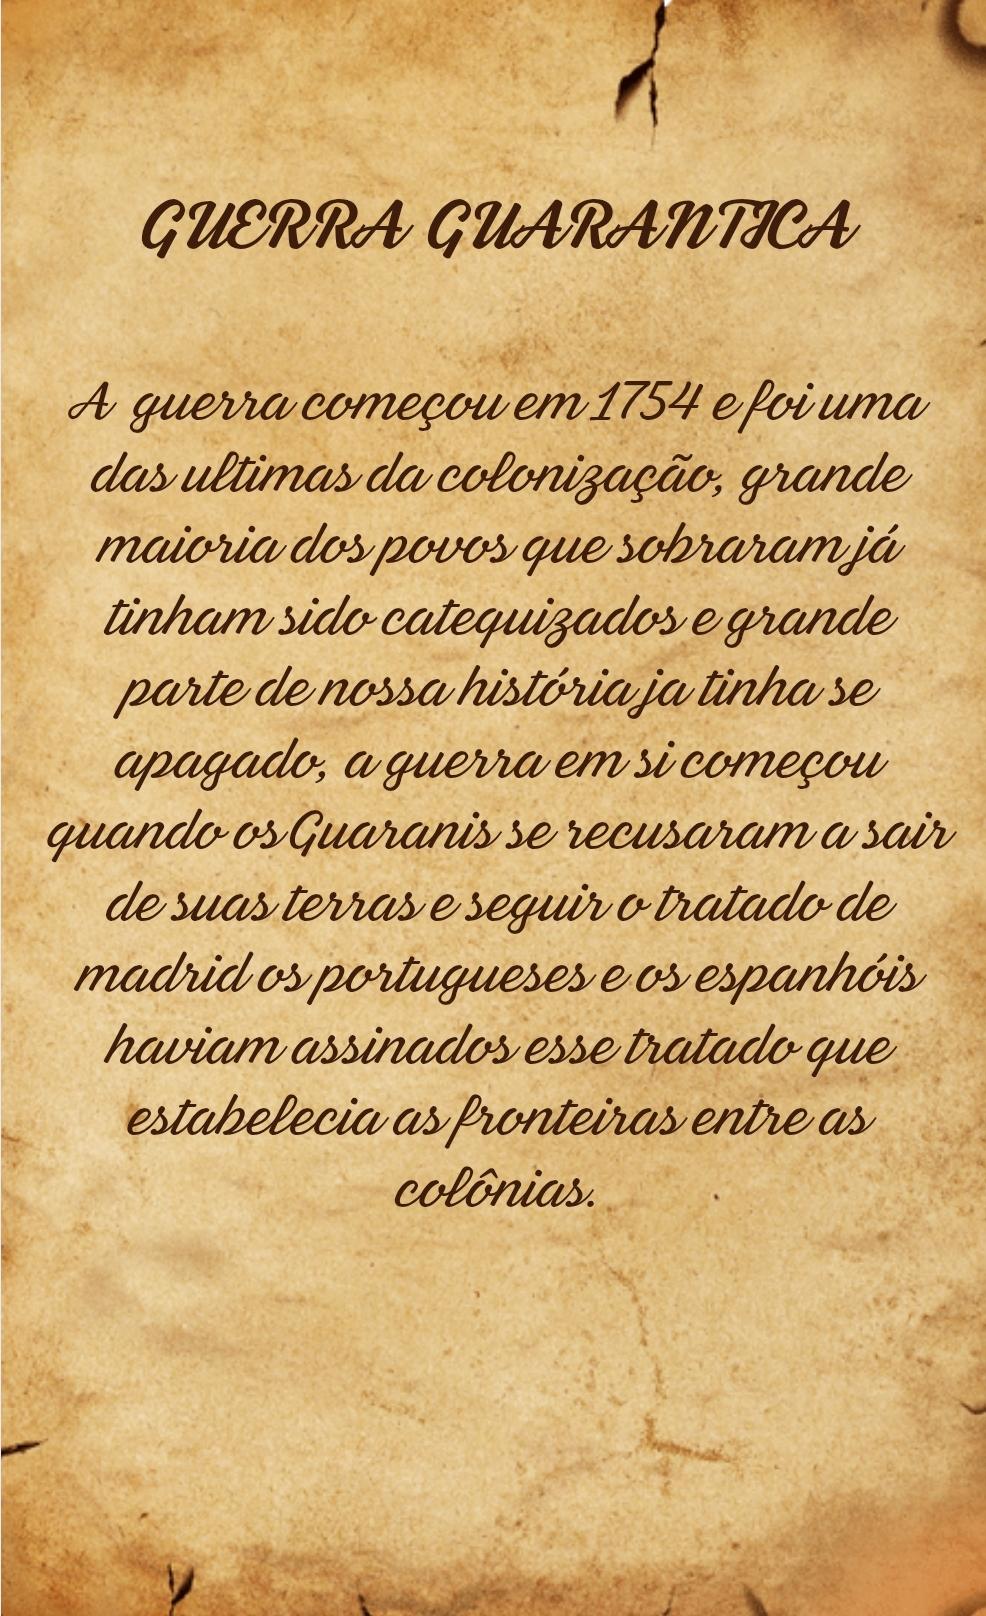 GUERRA GUARANTICA
A guerra começou em 1754 e foi uma
das ultimas da colonização, grande
maioria dos povos que sobraram já
tinham sido catequizados e grande
parte de nossa história ja tinha se
apagado, a guerra em si começou
quando os Guaranis se recusaram a sair
de suas terras e seguir o tratado de
madrid os portugueses e os espanhóis
haviam assinados esse tratado que
estabelecia as fronteiras entre as
colônias.